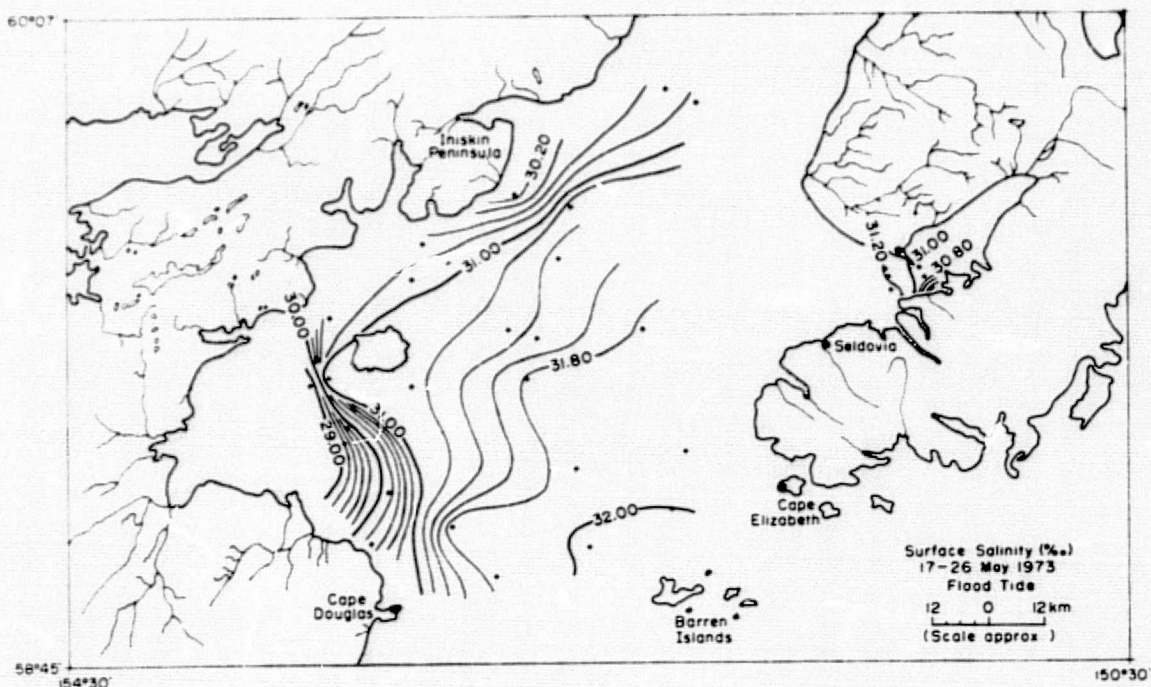 60°07'
Iniskin
Peninsula
30.20
31.00
31.20
31.00
30.80
30.00
Seldovia
31.80
31.00
29.00
32.00
Cape
Elizabeth
Surface Salinity (‰)
17-26 May 1973
Flood Tide
12 0 12 km
(Scale approx.)
Cape
Douglas
Barren
Islands
58°45'
154°30'
150°30'